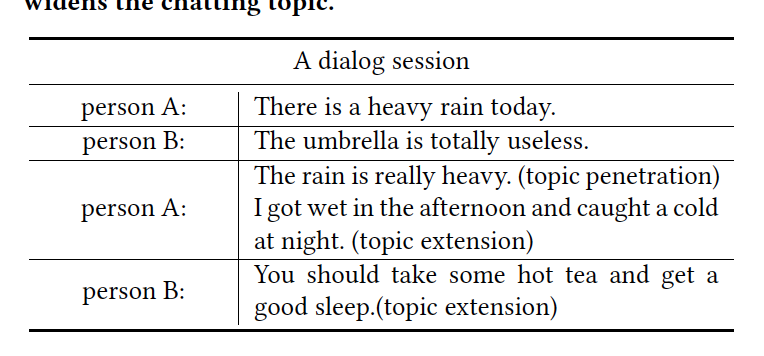 widens the chatting topic.
A dialog session
person A:
There is a heavy rain today.
person B:
The umbrella is totally useless.
person A:
The rain is really heavy. (topic penetration)
I got wet in the afternoon and caught a cold
at night. (topic extension)
person B:
You should take some hot tea and get a
good sleep.(topic extension)